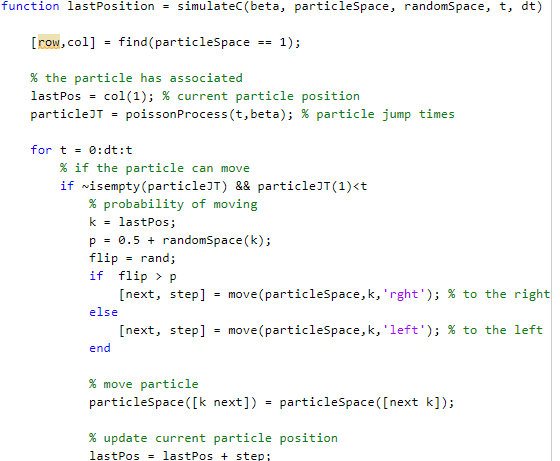 function lastPosition = simulateC(beta, particleSpace, randomSpace, t, dt)
[row,col] = find(particleSpace == 1);
% the particle has associated
lastPos = col(1); % current particle position
particleJT = poissonProcess(t,beta); % particle jump times
for t = 0:dt:t
% if the particle can move
if ~isempty(particleJT) && particleJT(1)<t
% probability of moving
k = lastPos;
p = 0.5 + randomSpace(k);
flip = rand;
if  flip > p
[next, step] = move(particleSpace,k,'rght'); % to the right
else
[next, step] = move(particleSpace,k,'left'); % to the left
end
% move particle
particleSpace([k next]) = particleSpace([next k]);
% update current particle position
lastPos = lastPos + step;